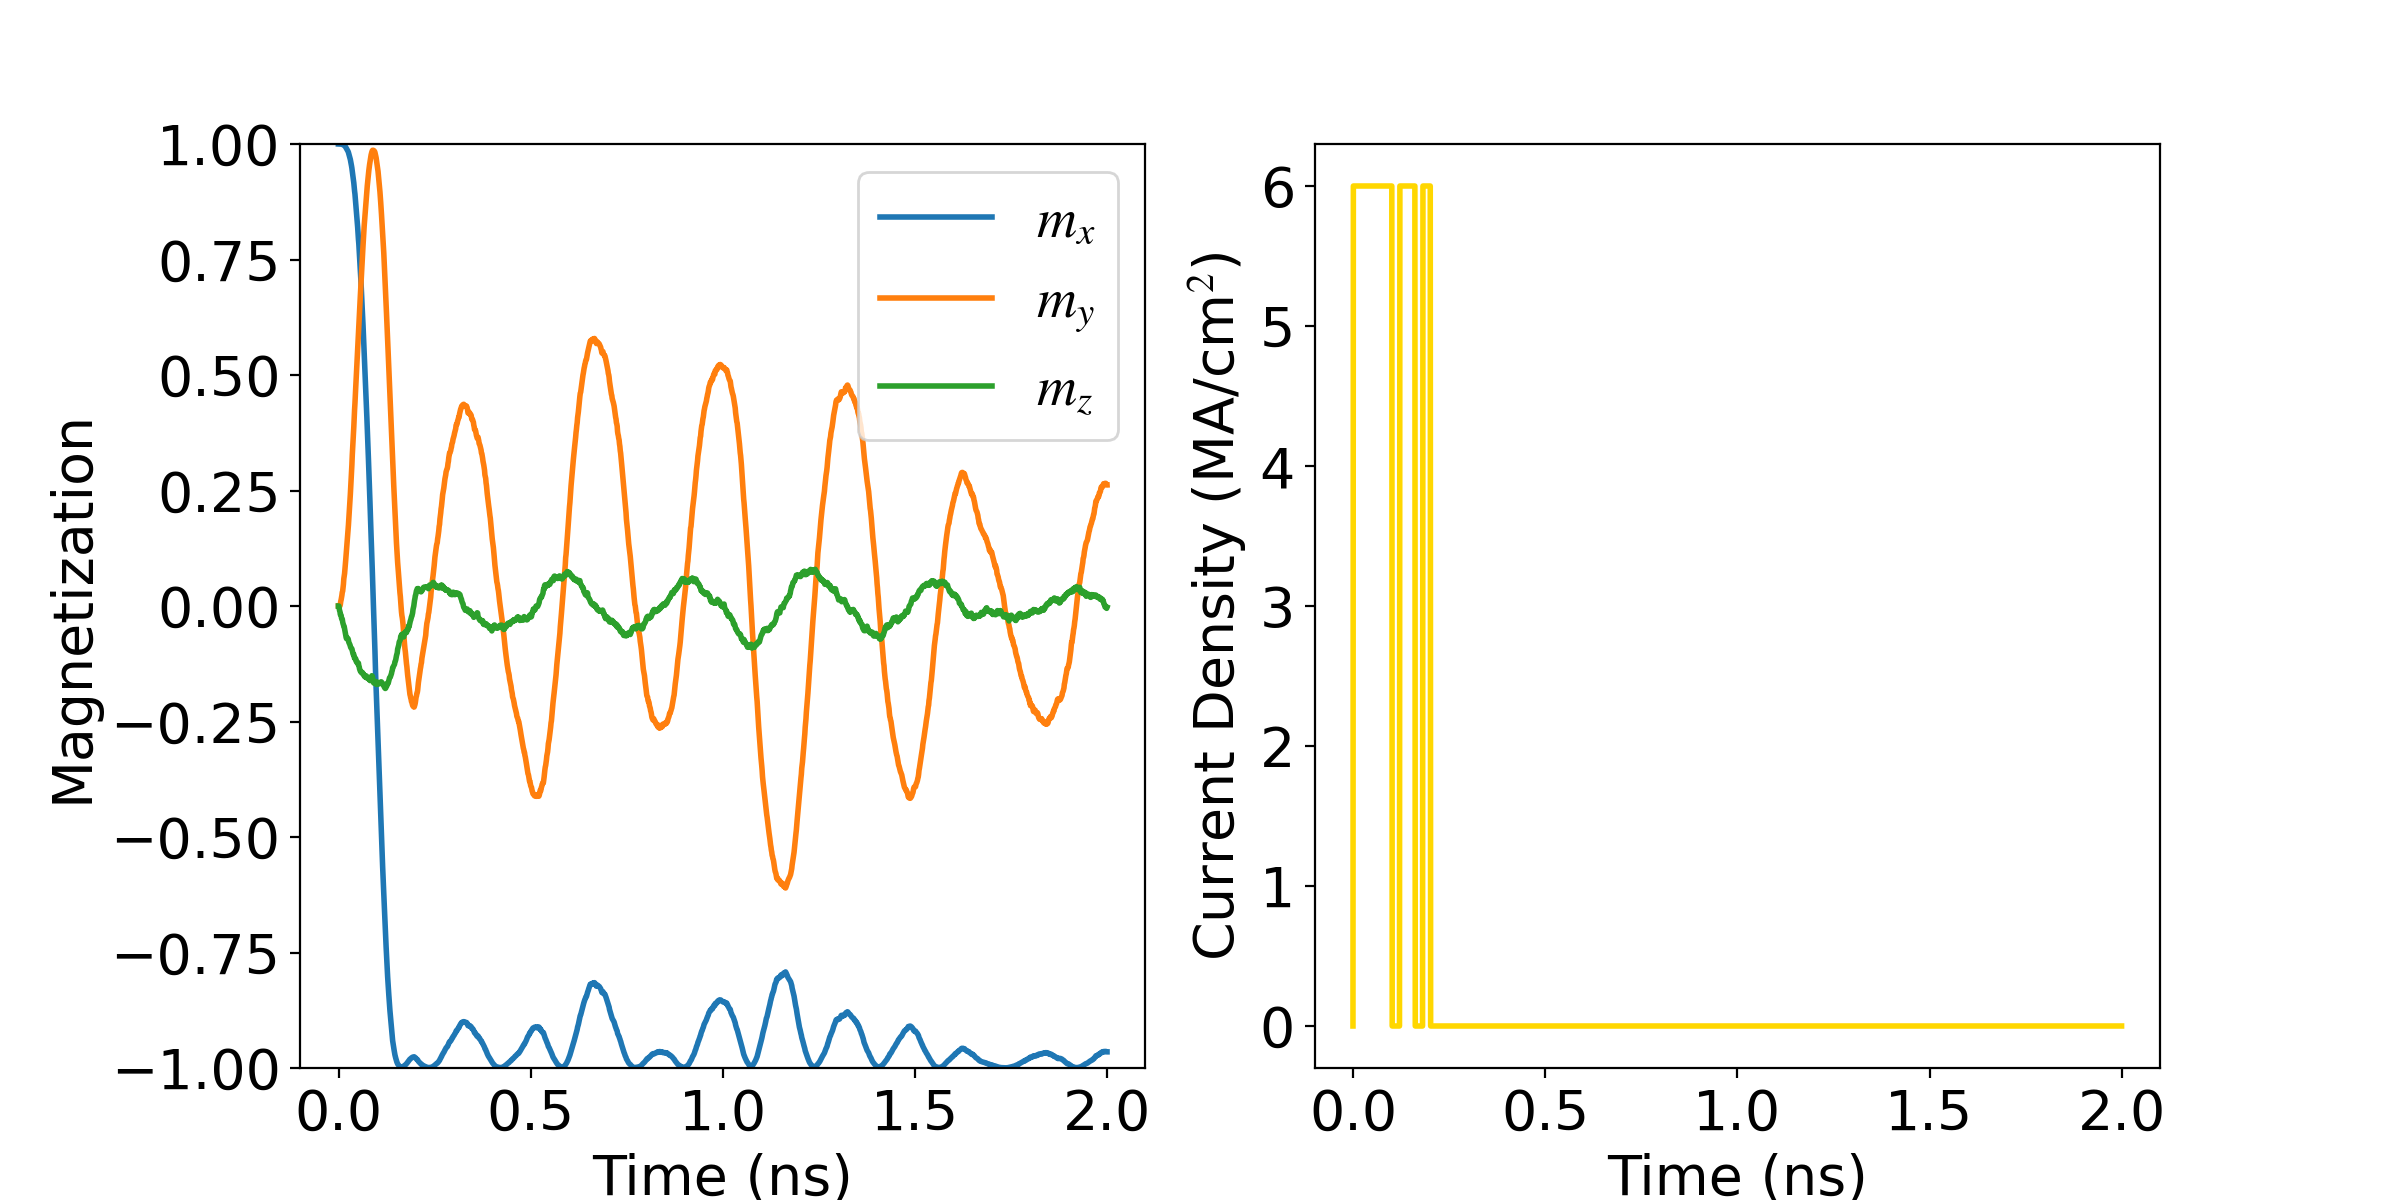 Magnetization
1.00
0.75
0.50
0.25
0.00
−0.25
−0.50
−0.75
−1.00
0.0 0.5 1.0 1.5 2.0
Time (ns)
m_x
m_y
m_z
Current Density (MA/cm²)
6
5
4
3
2
1
0
0.0 0.5 1.0 1.5 2.0
Time (ns)